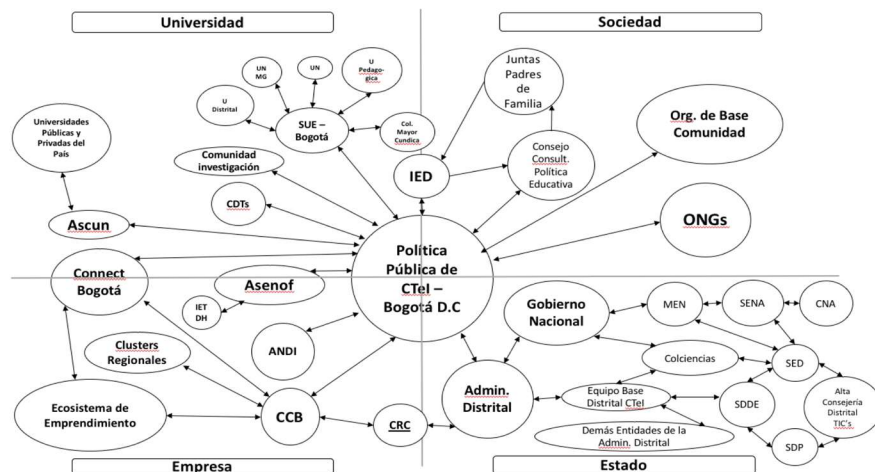 Universidad
Sociedad
UN
MG
UN
U
Pedago-
gica
U
Distrital
SUE –
Bogotá
Col.
Mayor
Cundica
Universidades
Públicas y
Privadas del
País
Comunidad
investigación
CDTs
Ascun
Juntas
Padres
de
Familia
Consejo
Consult.
Política
Educativa
IED
Org. de Base
Comunidad
ONGs
Política
Pública de
CTeI –
Bogotá D.C
Connect
Bogotá
Asenof
IET
DH
ANDI
Clusters
Regionales
Ecosistema de
Emprendimiento
CCB
CRC
Gobierno
Nacional
MEN
SENA
CNA
Colciencias
SED
Admin.
Distrital
Equipo Base
Distrital CTeI
SDDE
Alta
Consejería
Distrital
TIC's
Demás Entidades de la
Admin. Distrital
SDP
Empresa
Estado